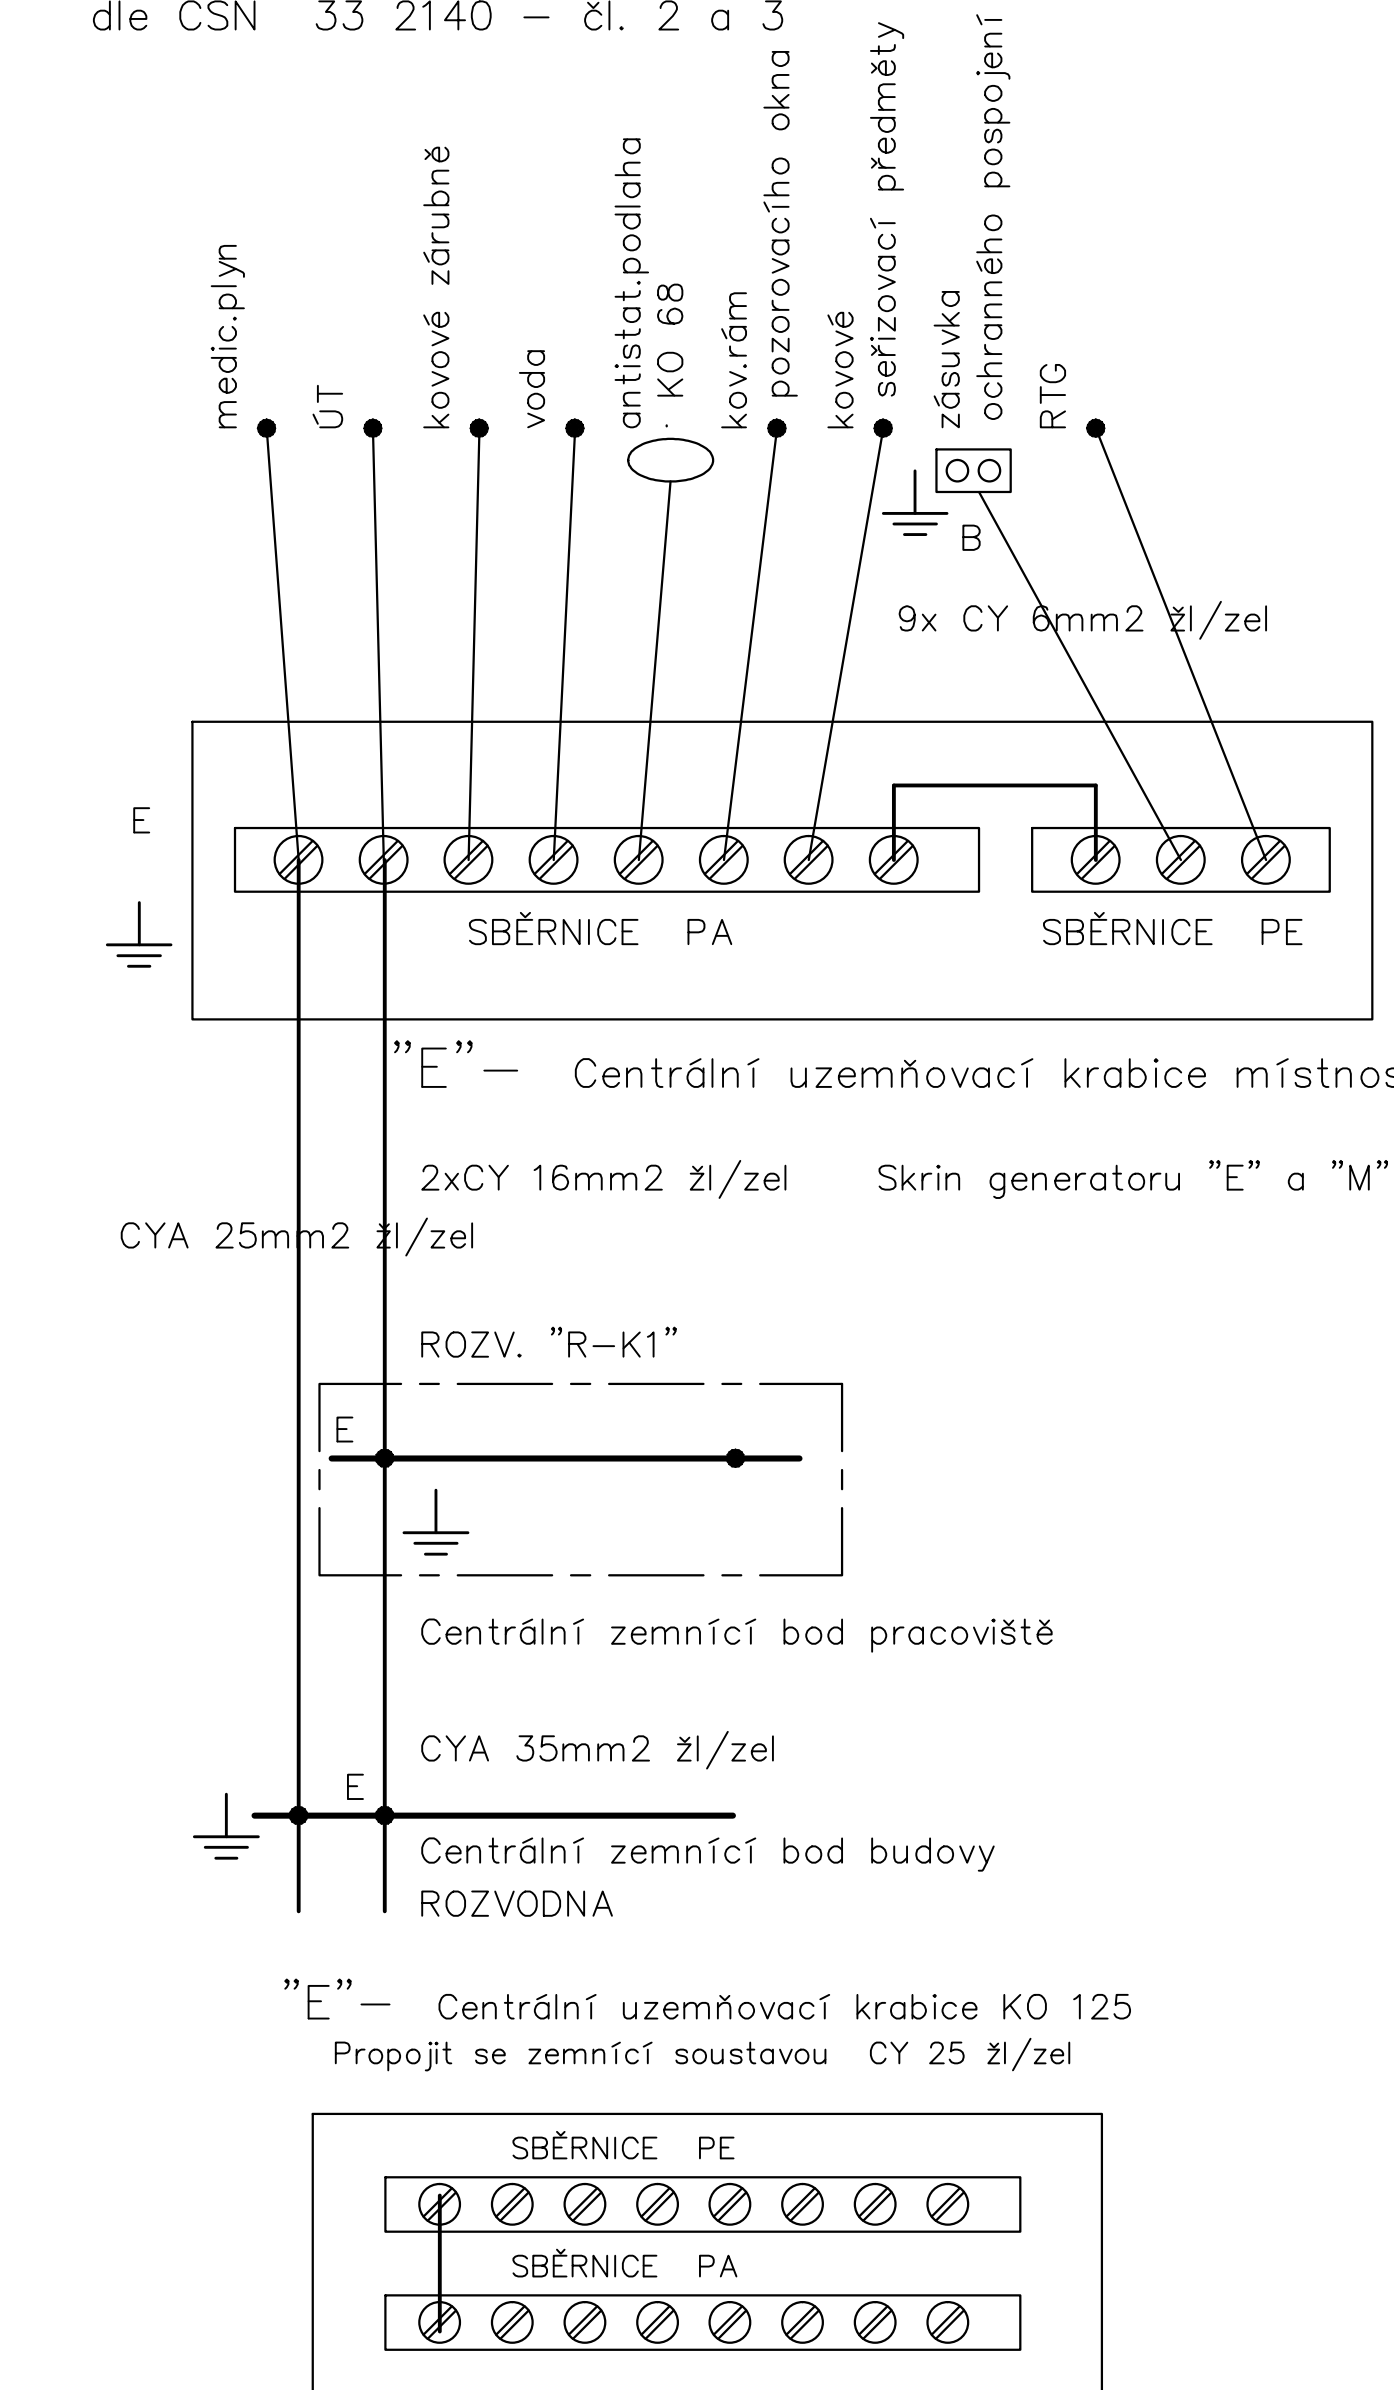 dle ČSN 33 2140 – čl. 2 a 3
medic.plyn
ÚT
kovové zárubně
voda
antistat.podlaha
KO 68
kov.rám
pozorovacího okna
kovové
seřizovací předměty
zásuvka
ochranného pospojení
RTG
B
9x CY 6mm2 žl/zel
E
SBĚRNICE PA
SBĚRNICE PE
"E"– Centrální uzemňovací krabice místnos
2xCY 16mm2 žl/zel
Skrin generatoru "E" a "M"
CYA 25mm2 žl/zel
ROZV. "R–K1"
E
Centrální zemnící bod pracoviště
CYA 35mm2 žl/zel
E
Centrální zemnící bod budovy
ROZVODNA
"E"– Centrální uzemňovací krabice KO 125
Propojit se zemnící soustavou CY 25 žl/zel
SBĚRNICE PE
SBĚRNICE PA